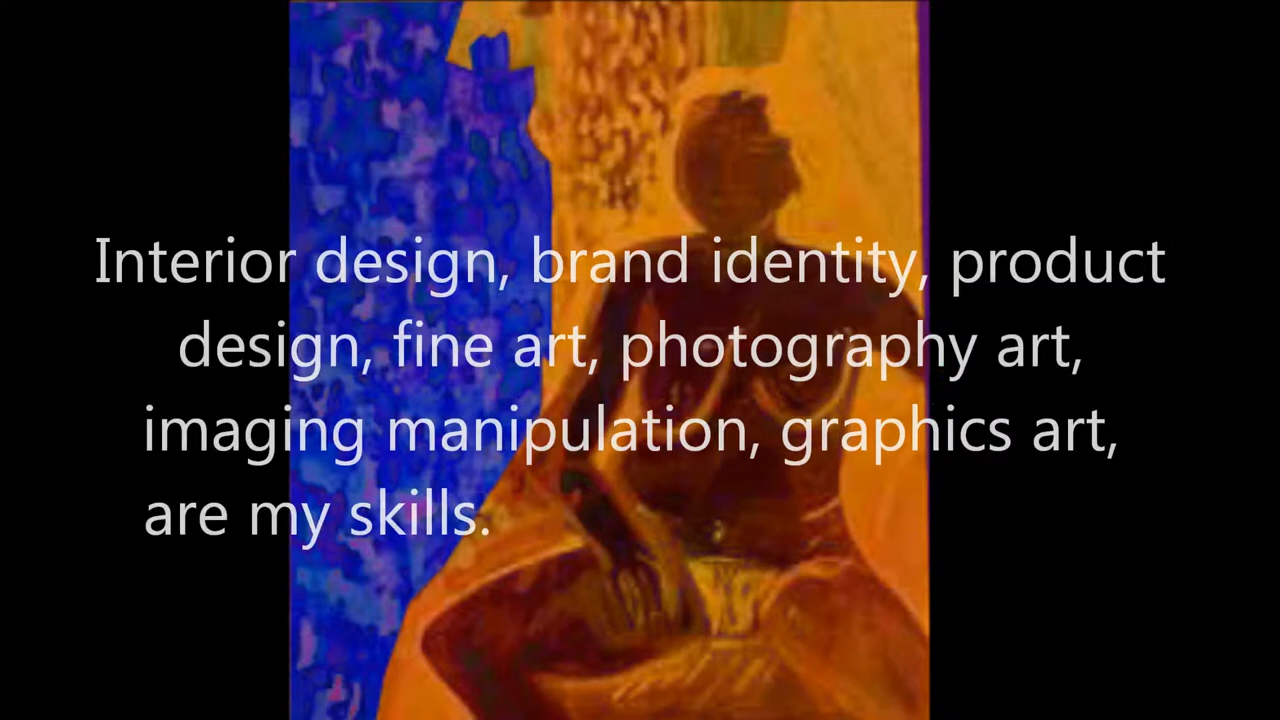 Interior design, brand identity, product
design, fine art, photography art,
imaging manipulation, graphics art,
are my skills.